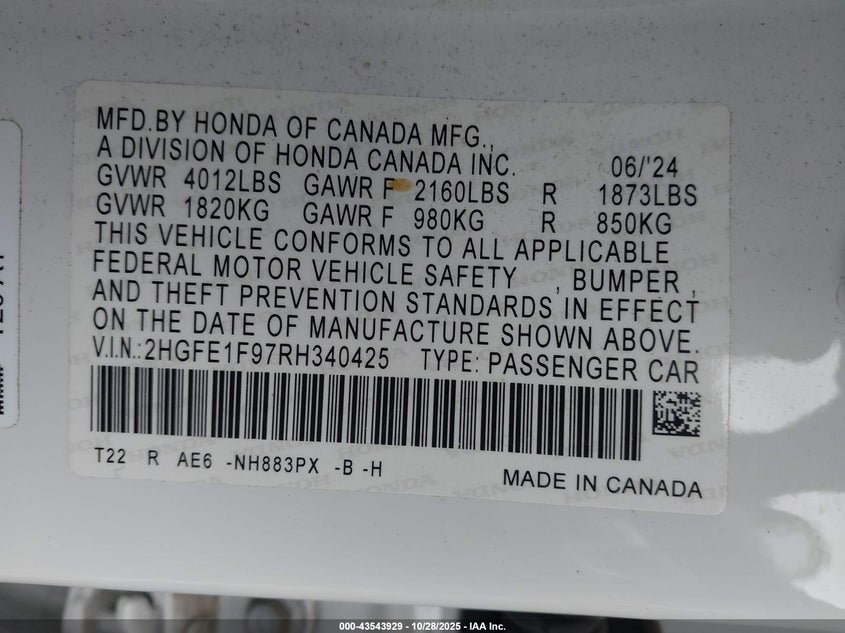 MFD.BY HONDA OF CANADA MFG.,
A DIVISION OF HONDA CANADA INC. 06/'24
GVWR 4012LBS GAWR F 2160LBS R 1873LBS
GVWR 1820KG GAWR F 980KG R 850KG
THIS VEHICLE CONFORMS TO ALL APPLICABLE
FEDERAL MOTOR VEHICLE SAFETY , BUMPER ,
AND THEFT PREVENTION STANDARDS IN EFFECT
ON THE DATE OF MANUFACTURE SHOWN ABOVE.
V.I.N.:2HGFE1F97RH340425 TYPE: PASSENGER CAR
T22 R AE6 -NH883PX -B -H
MADE IN CANADA
000-43543929 - 10/28/2025 - IAA Inc.